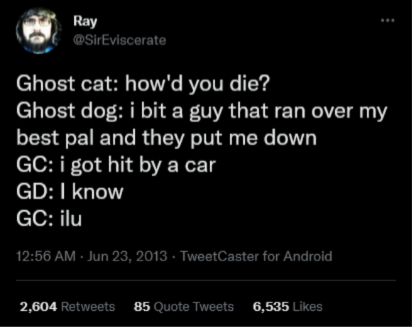 Ray
@SirEviscerate
Ghost cat: how'd you die?
Ghost dog: i bit a guy that ran over my
best pal and they put me down
GC: i got hit by a car
GD: I know
GC: ilu
12:56 AM · Jun 23, 2013 · TweetCaster for Android
2,604 Retweets 85 Quote Tweets 6,535 Likes